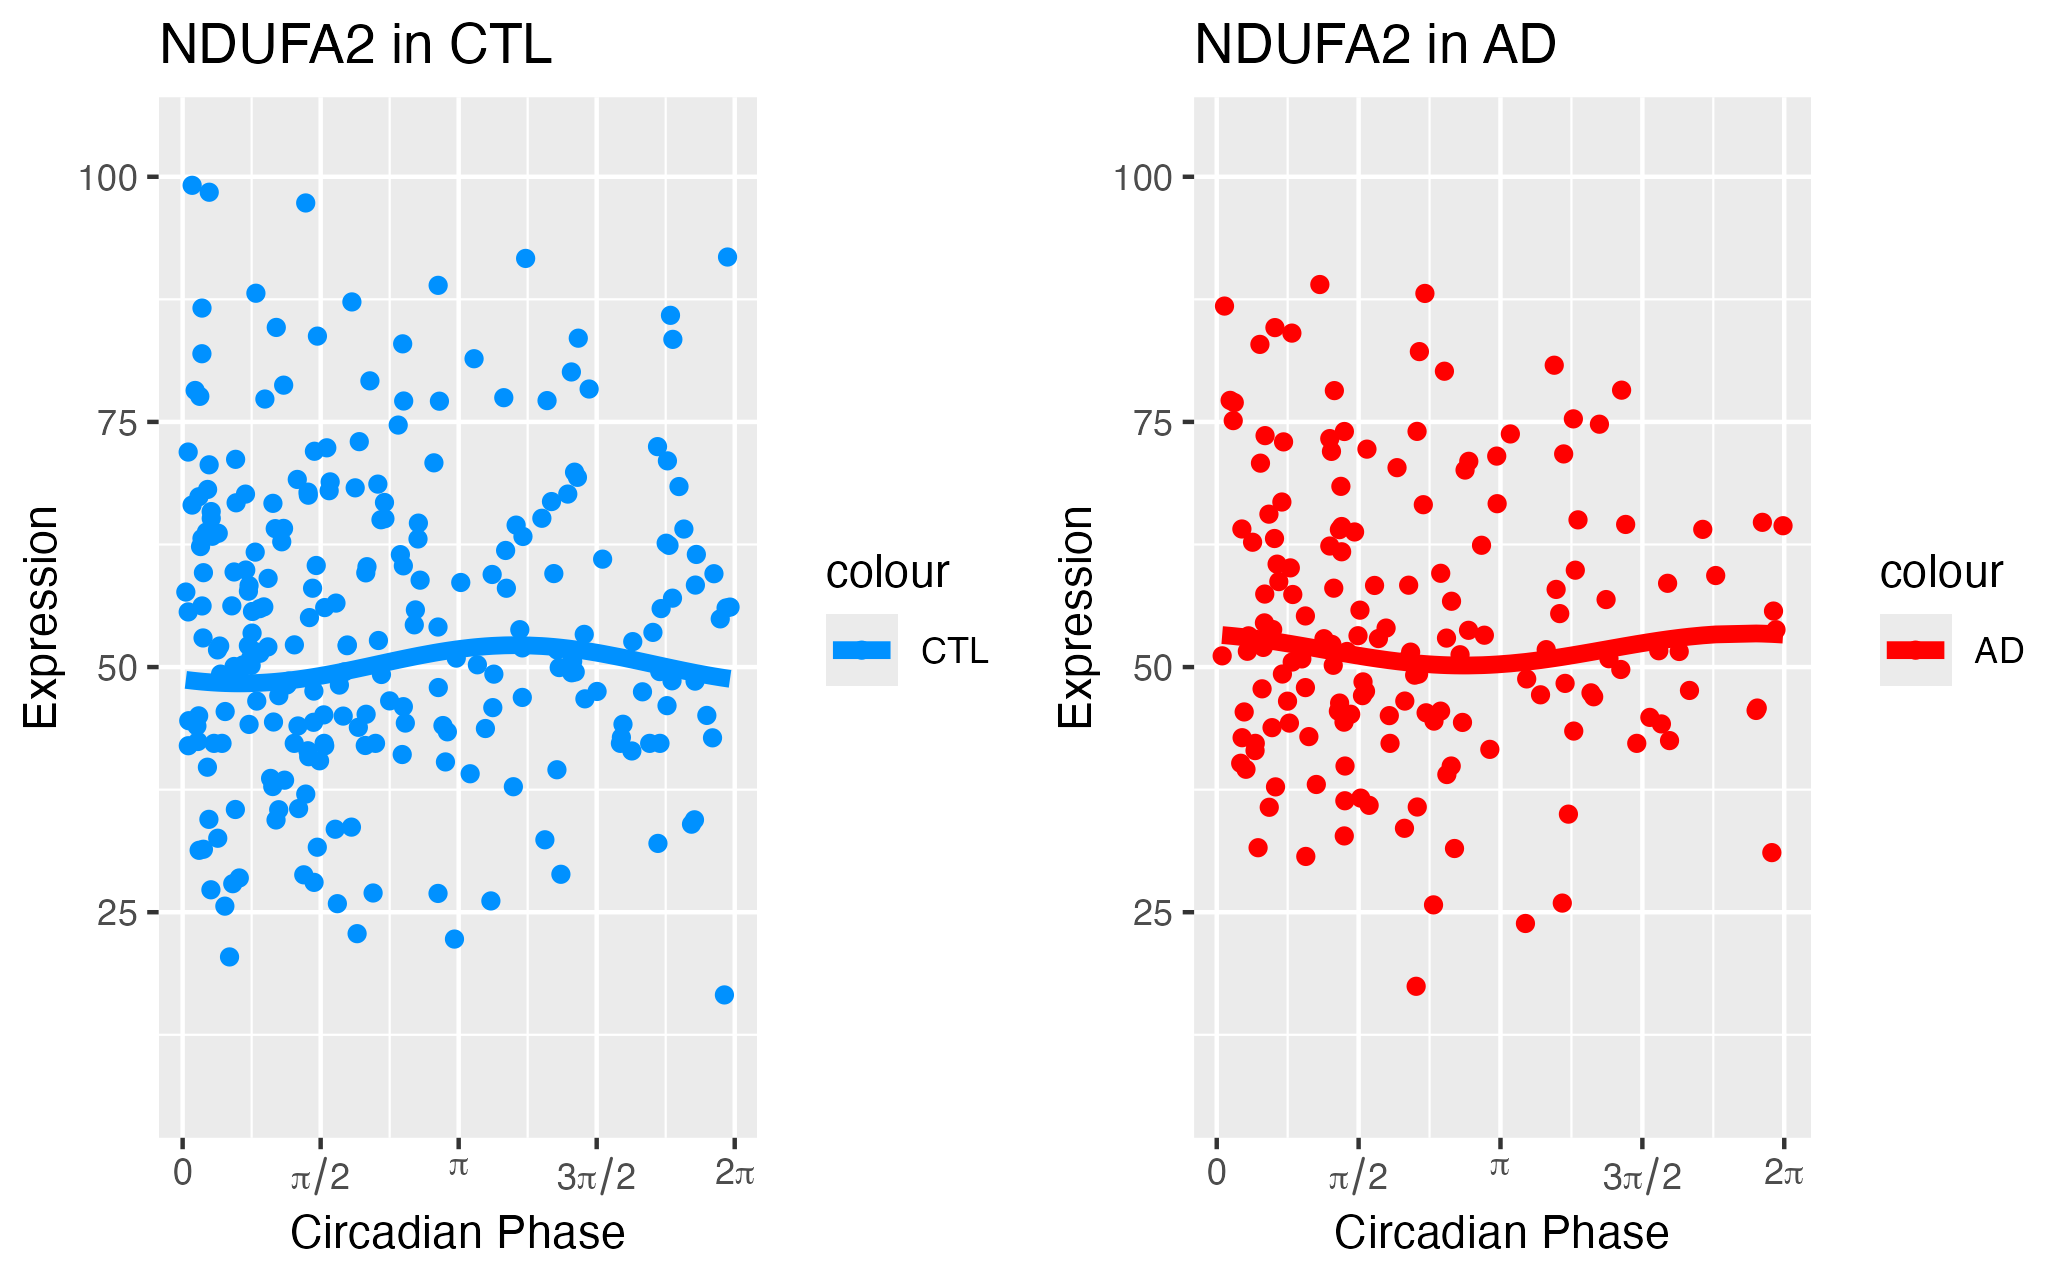 NDUFA2 in CTL
100
75
50
25
Expression
0
π/2
π
3π/2
2π
Circadian Phase
colour
CTL
NDUFA2 in AD
100
75
50
25
Expression
0
π/2
π
3π/2
2π
Circadian Phase
colour
AD